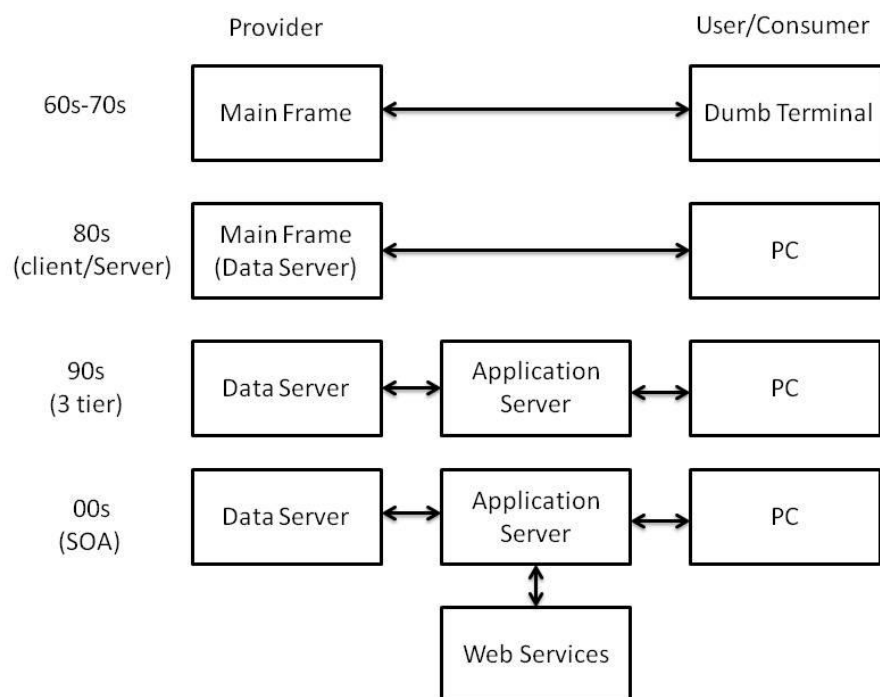 Provider
User/Consumer
60s-70s
Main Frame
Dumb Terminal
80s
(client/Server)
Main Frame
(Data Server)
PC
90s
(3 tier)
Data Server
Application
Server
PC
00s
(SOA)
Data Server
Application
Server
PC
Web Services